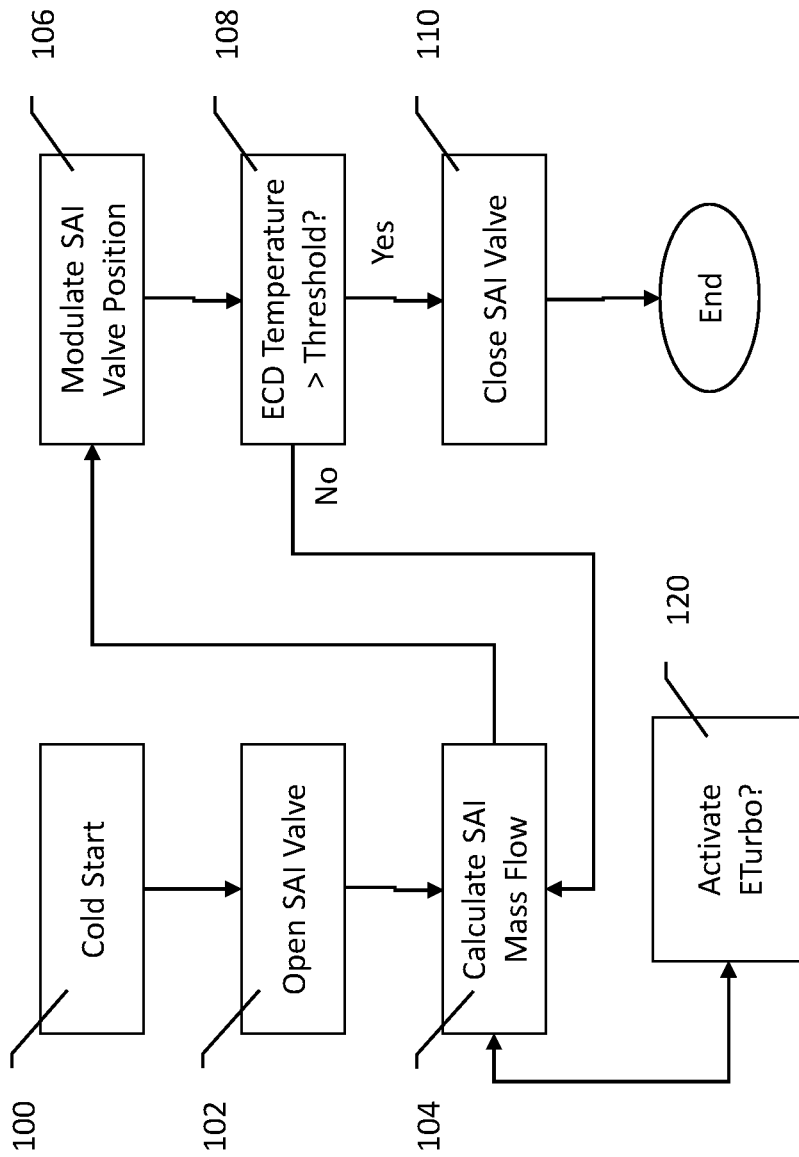 100
Cold Start
102
Open SAI Valve
104
Calculate SAI
Mass Flow
120
Activate
ETurbo?
106
Modulate SAI
Valve Position
108
ECD Temperature
> Threshold?
No
Yes
110
Close SAI Valve
End